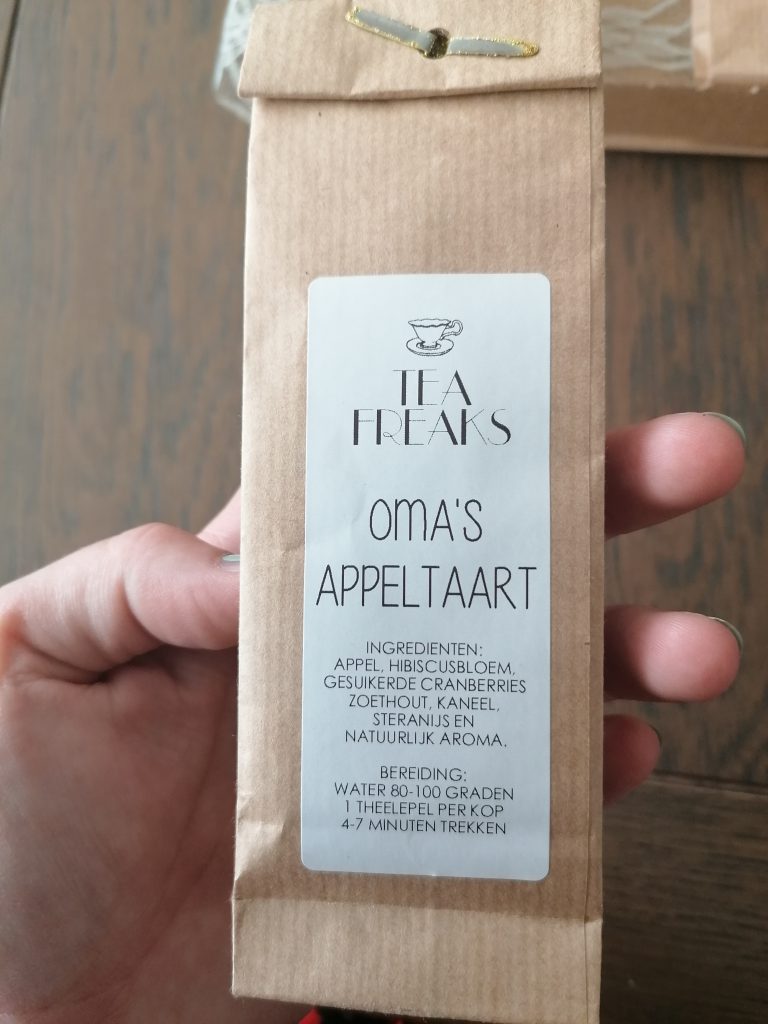 TEA
FREAKS
OMA'S
APPELTAART
INGREDIENTEN:
APPEL, HIBISCUSBLOEM,
GESUIKERDE CRANBERRIES
ZOETHOUT, KANEEL,
STERANIJS EN
NATUURLIJK AROMA.
BEREIDING:
WATER 80-100 GRADEN
1 THEELEPEL PER KOP
4-7 MINUTEN TREKKEN